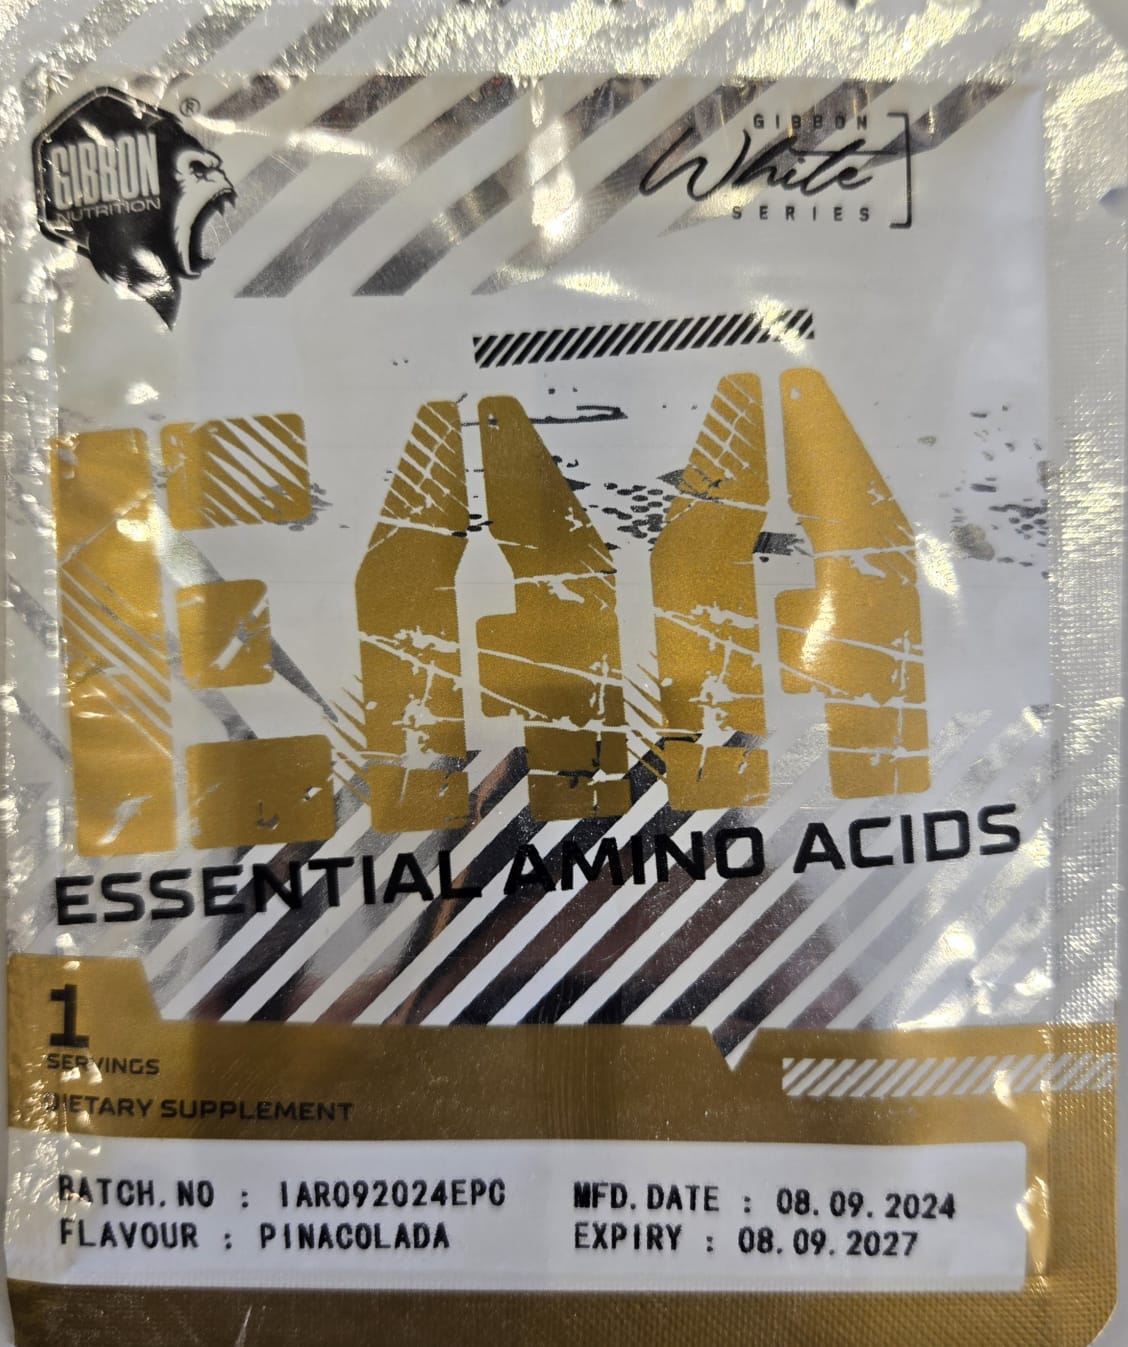 GIBBON
NUTRITION
®
GIBBON
White
SERIES
EAA
ESSENTIAL AMINO ACIDS
1
SERVINGS
DIETARY SUPPLEMENT
BATCH. NO : IAR092024EPC
FLAVOUR : PINACOLADA
MFD. DATE : 08. 09. 2024
EXPIRY : 08. 09. 2027